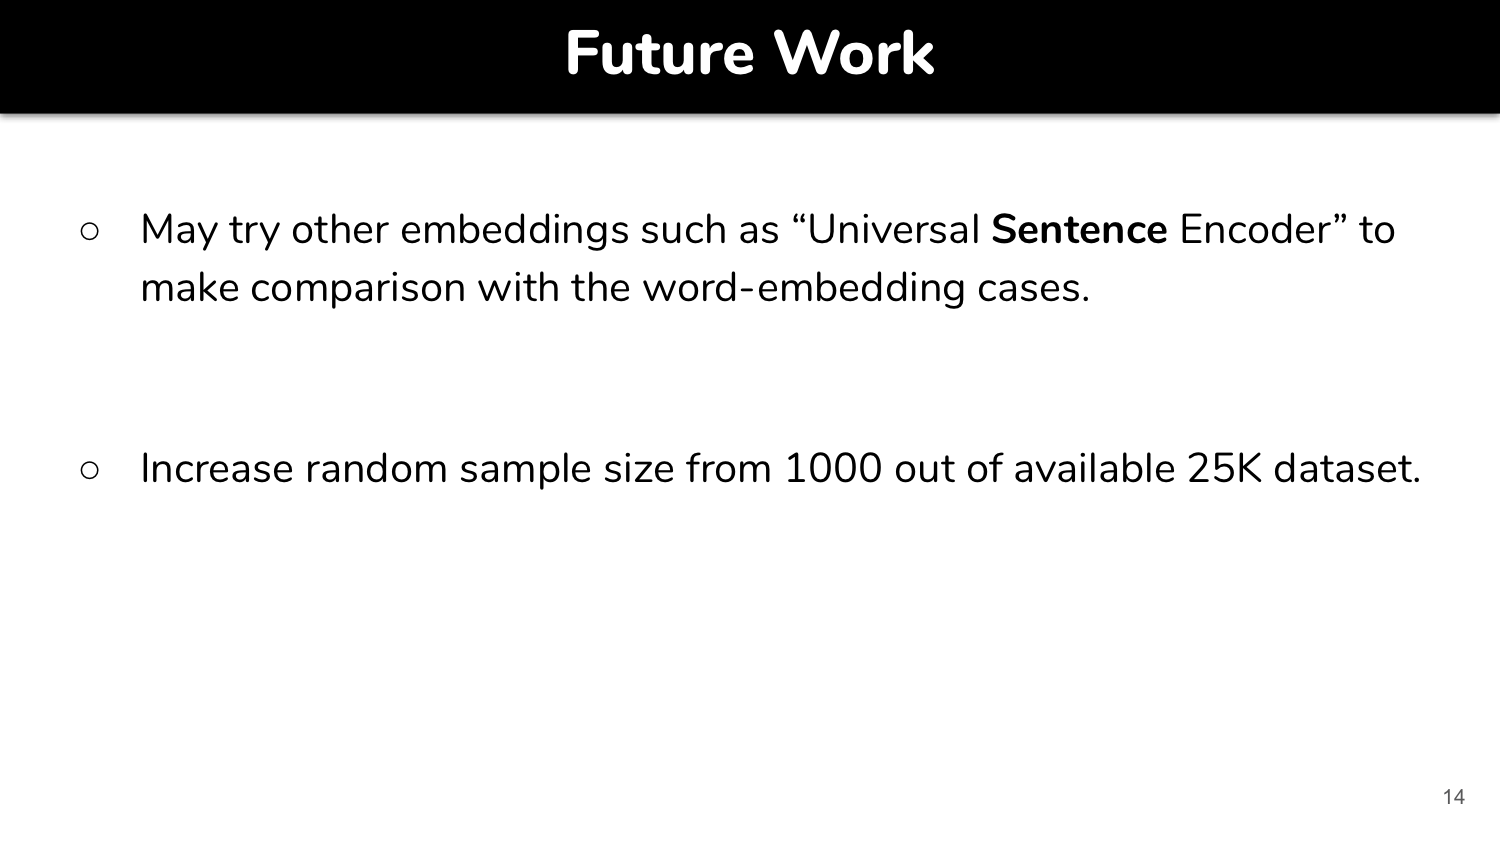 Future Work
○ May try other embeddings such as “Universal Sentence Encoder” to
make comparison with the word-embedding cases.
○ Increase random sample size from 1000 out of available 25K dataset.
14